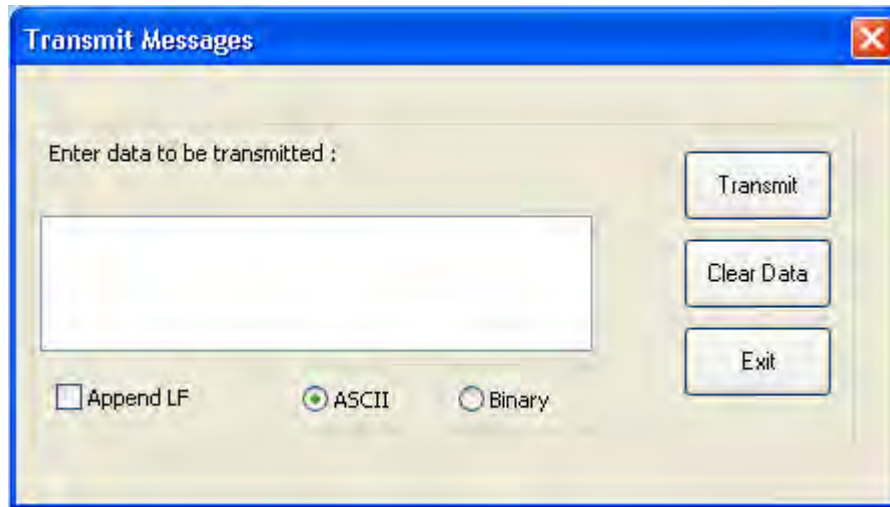 Transmit Messages
Enter data to be transmitted :
Transmit
Clear Data
Exit
Append LF
ASCII
Binary